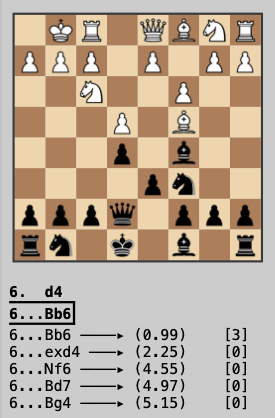 6.  d4
6...Bb6
6...Bb6 ———▸ (0.99) [3]
6...exd4 ——▸ (2.25) [0]
6...Nf6 ———▸ (4.55) [0]
6...Bd7 ———▸ (4.97) [0]
6...Bg4 ———▸ (5.15) [0]